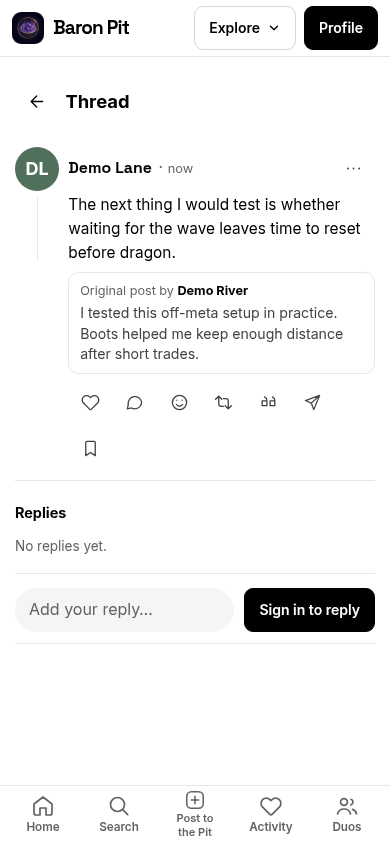 Baron Pit
Explore
Profile
Thread
DL
Demo Lane · now
The next thing I would test is whether
waiting for the wave leaves time to reset
before dragon.
Original post by Demo River
I tested this off-meta setup in practice.
Boots helped me keep enough distance
after short trades.
Replies
No replies yet.
Add your reply...
Sign in to reply
Home
Search
Post to
the Pit
Activity
Duos